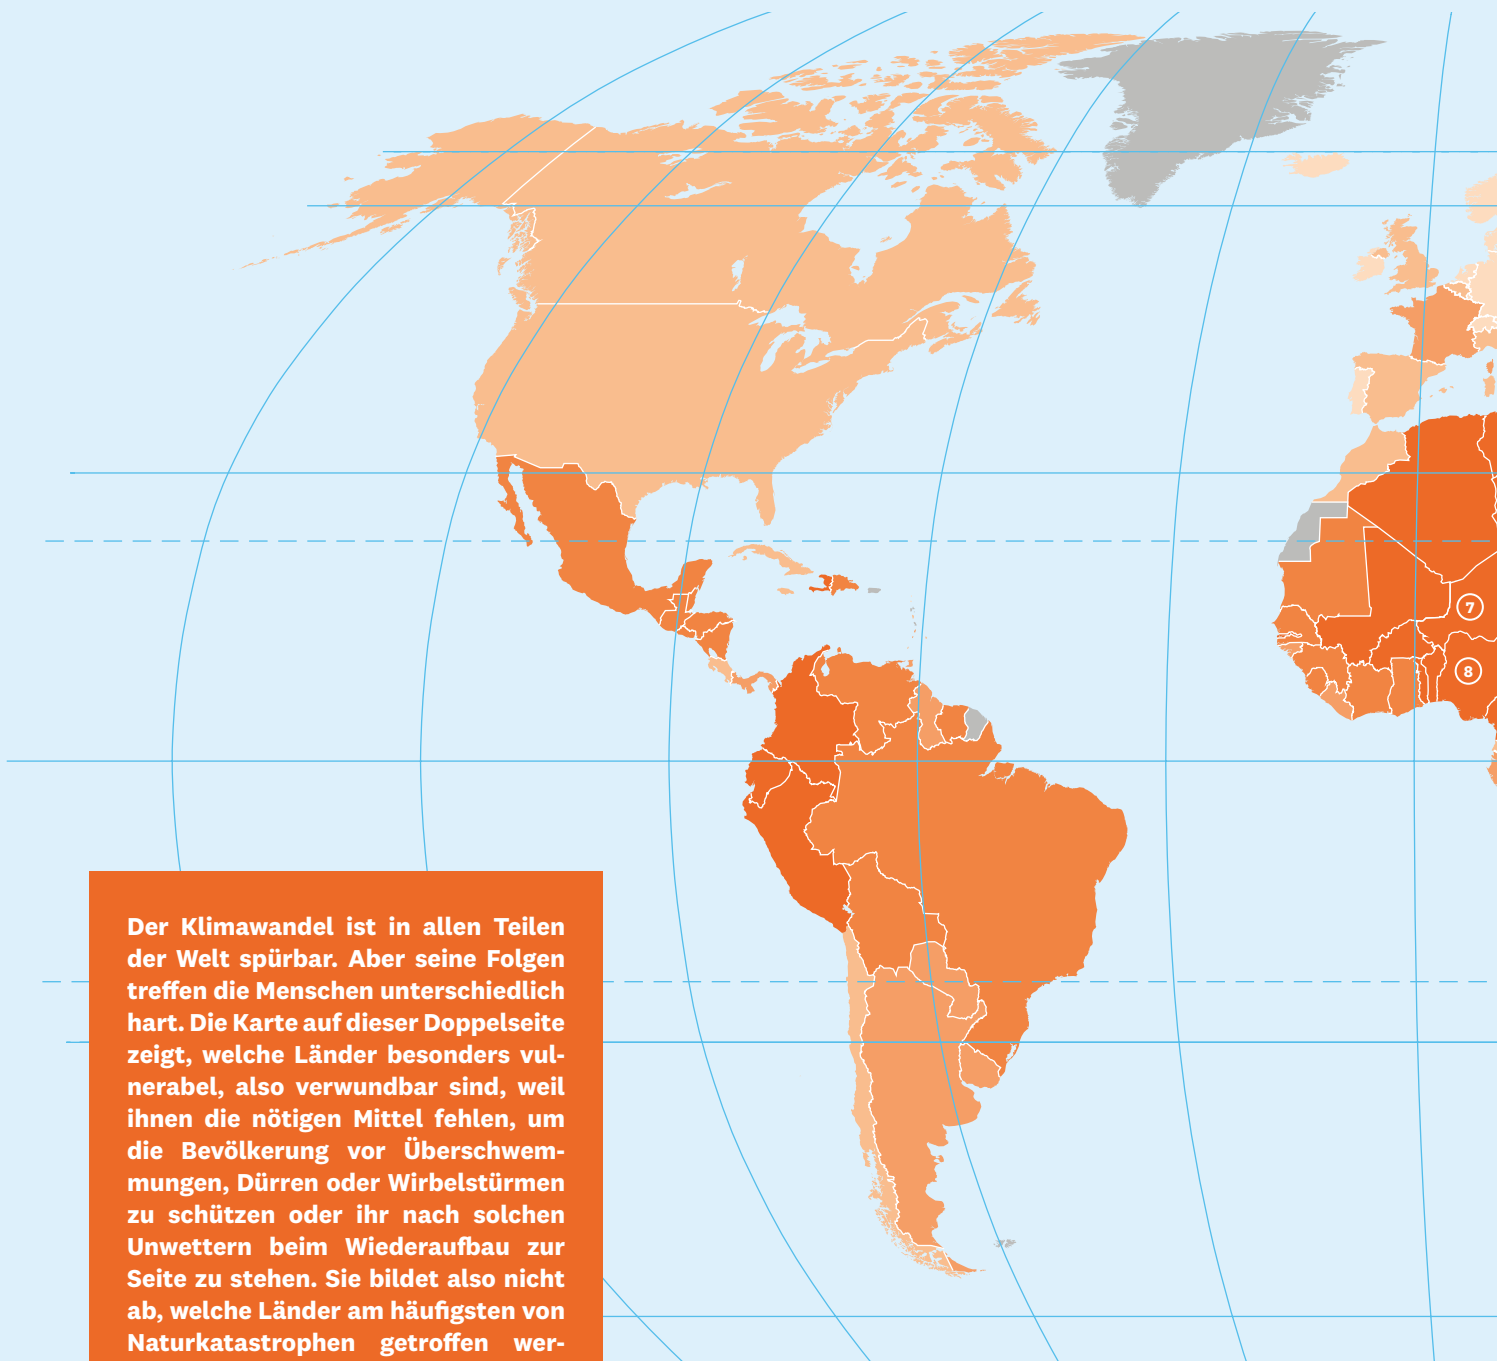 7
8
Der Klimawandel ist in allen Teilen
der Welt spürbar. Aber seine Folgen
treffen die Menschen unterschiedlich
hart. Die Karte auf dieser Doppelseite
zeigt, welche Länder besonders vul-
nerabel, also verwundbar sind, weil
ihnen die nötigen Mittel fehlen, um
die Bevölkerung vor Überschwem-
mungen, Dürren oder Wirbelstürmen
zu schützen oder ihr nach solchen
Unwettern beim Wiederaufbau zur
Seite zu stehen. Sie bildet also nicht
ab, welche Länder am häufigsten von
Naturkatastrophen getroffen wer-